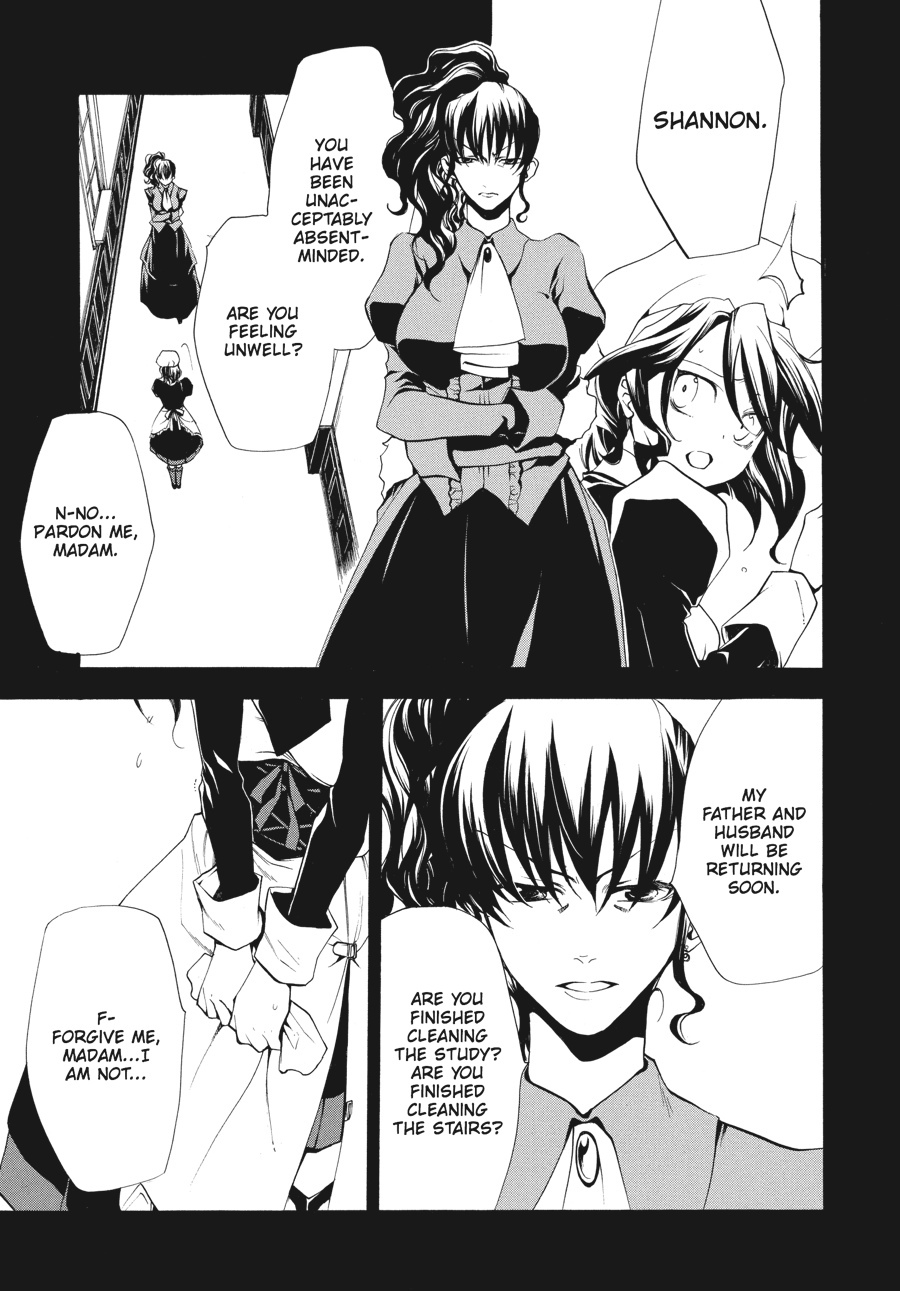 SHANNON.
YOU
HAVE
BEEN
UNAC-
CEPTABLY
ABSENT-
MINDED.
ARE YOU
FEELING
UNWELL?
N-NO...
PARDON ME,
MADAM.
MY
FATHER AND
HUSBAND
WILL BE
RETURNING
SOON.
ARE YOU
FINISHED
CLEANING
THE STUDY?
ARE YOU
FINISHED
CLEANING
THE STAIRS?
F-
FORGIVE ME,
MADAM...I
AM NOT...